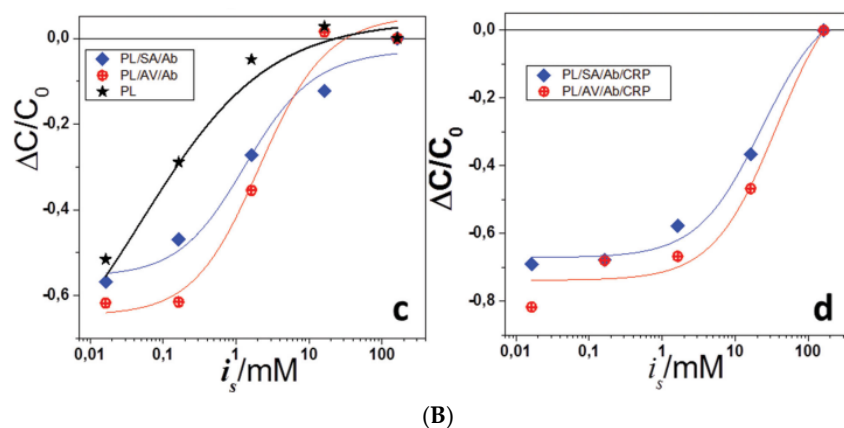 ΔC/C0
0,0
-0,2
-0,4
-0,6
PL/SA/Ab
PL/AV/Ab
PL
c
0,01 0,1 1 10 100
is/mM
ΔC/C0
0,0
-0,2
-0,4
-0,6
-0,8
PL/SA/Ab/CRP
PL/AV/Ab/CRP
d
0,01 0,1 1 10 100
is/mM
(B)